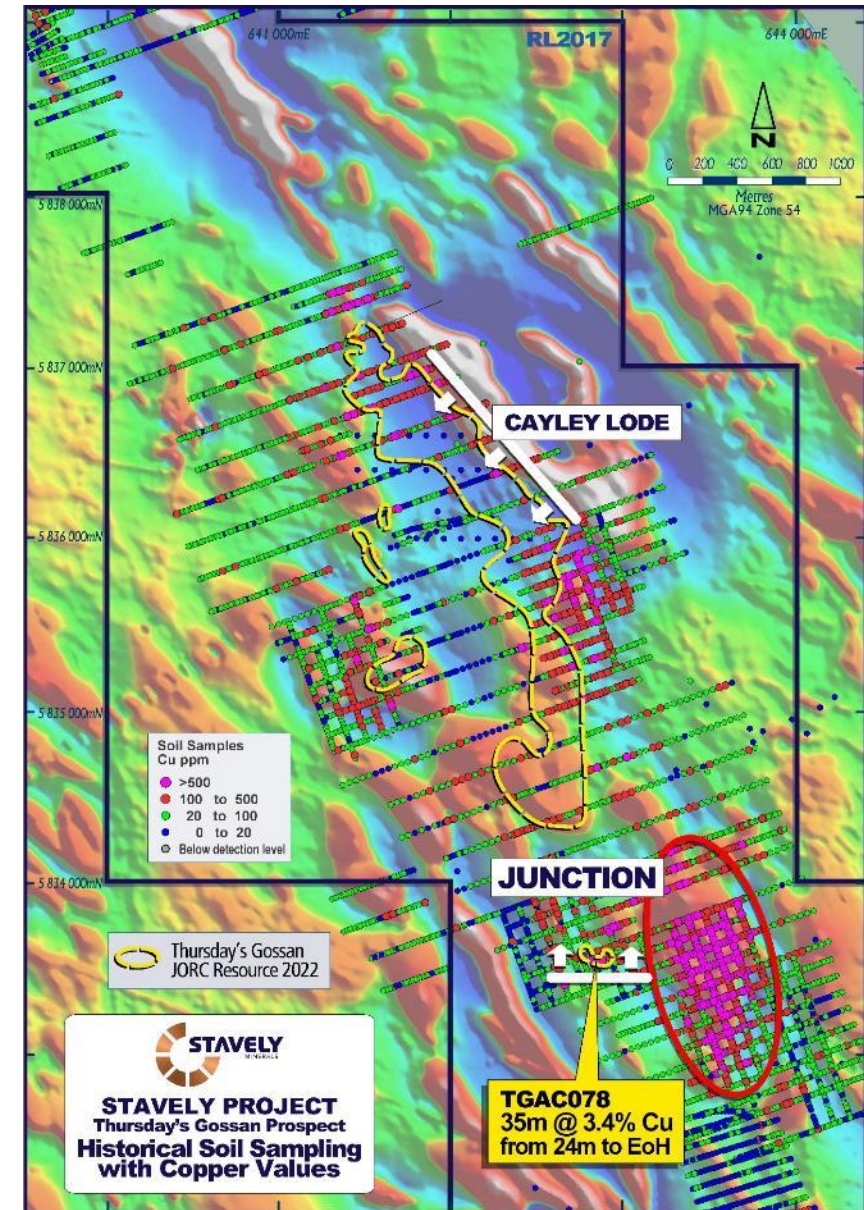 641 000mE
644 000mE
RL2017
N
0 200 400 600 800 1000
Metres
MGA94 Zone 54
5 838 000mN
5 837 000mN
CAYLEY LODE
5 836 000mN
5 835 000mN
Soil Samples
Cu ppm
>500
100 to 500
20 to 100
0 to 20
Below detection level
5 834 000mN
JUNCTION
Thursday's Gossan
JORC Resource 2022
STAVELY
MINERALS
STAVELY PROJECT
Thursday's Gossan Prospect
Historical Soil Sampling
with Copper Values
TGAC078
35m @ 3.4% Cu
from 24m to EoH